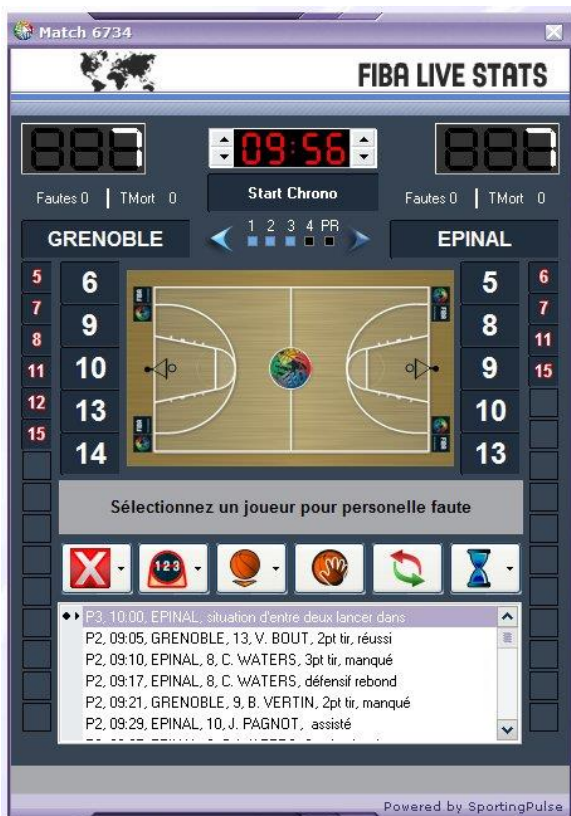 Match 6734
FIBA LIVE STATS
7 09:56 7
Fautes 0 | TMort 0 Start Chrono Fautes 0 | TMort 0
GRENOBLE 1 2 3 4 PR EPINAL
5 6 5 6
7 9 8 7
8 10 9 11
11 13 10 15
12 14 13
15
Sélectionnez un joueur pour personelle faute
123
P3, 10:00, EPINAL, situation d'entre deux lancer dans
P2, 09:05, GRENOBLE, 13, V. BOUT, 2pt tir, réussi
P2, 09:10, EPINAL, 8, C. WATERS, 3pt tir, manqué
P2, 09:17, EPINAL, 8, C. WATERS, défensif rebond
P2, 09:21, GRENOBLE, 9, B. VERTIN, 2pt tir, manqué
P2, 09:29, EPINAL, 10, J. PAGNOT, assisté
Powered by SportingPulse